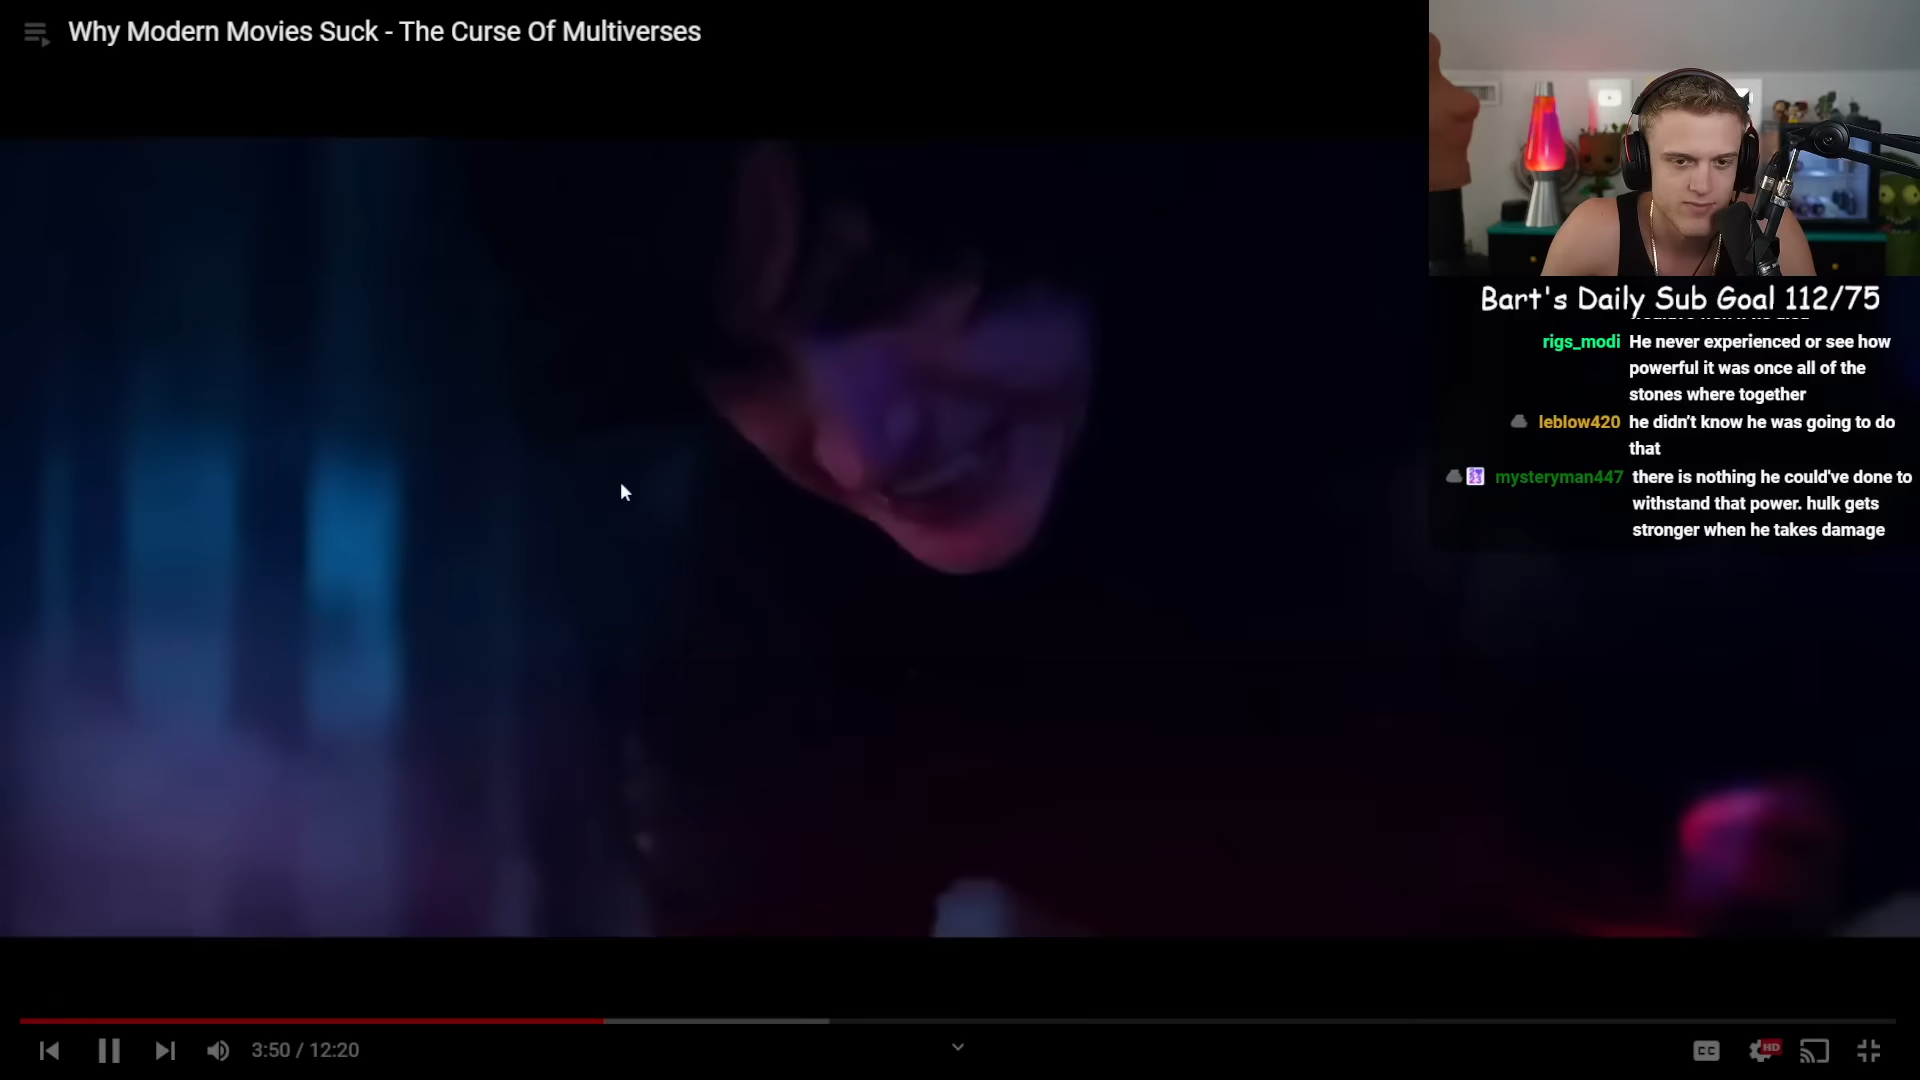 Why Modern Movies Suck - The Curse Of Multiverses
Bart's Daily Sub Goal 112/75
rigs_modi He never experienced or see how
powerful it was once all of the
stones where together
leblow420 he didn’t know he was going to do
that
mysteryman447 there is nothing he could've done to
withstand that power. hulk gets
stronger when he takes damage
3:50 / 12:20
CC
HD